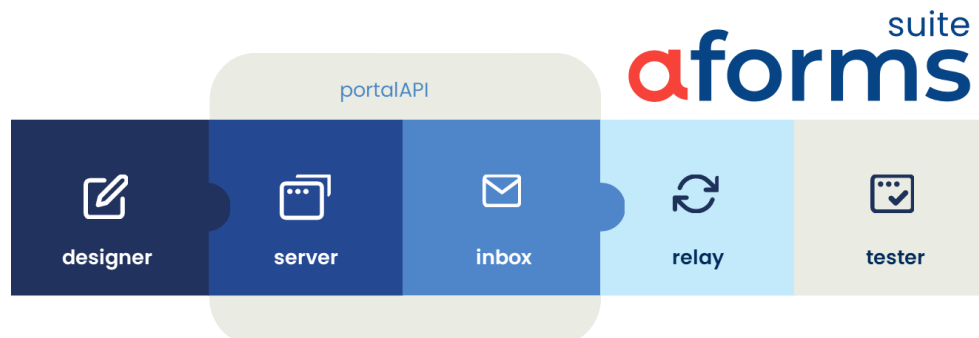 suite
aforms
portalAPI
designer
server
inbox
relay
tester